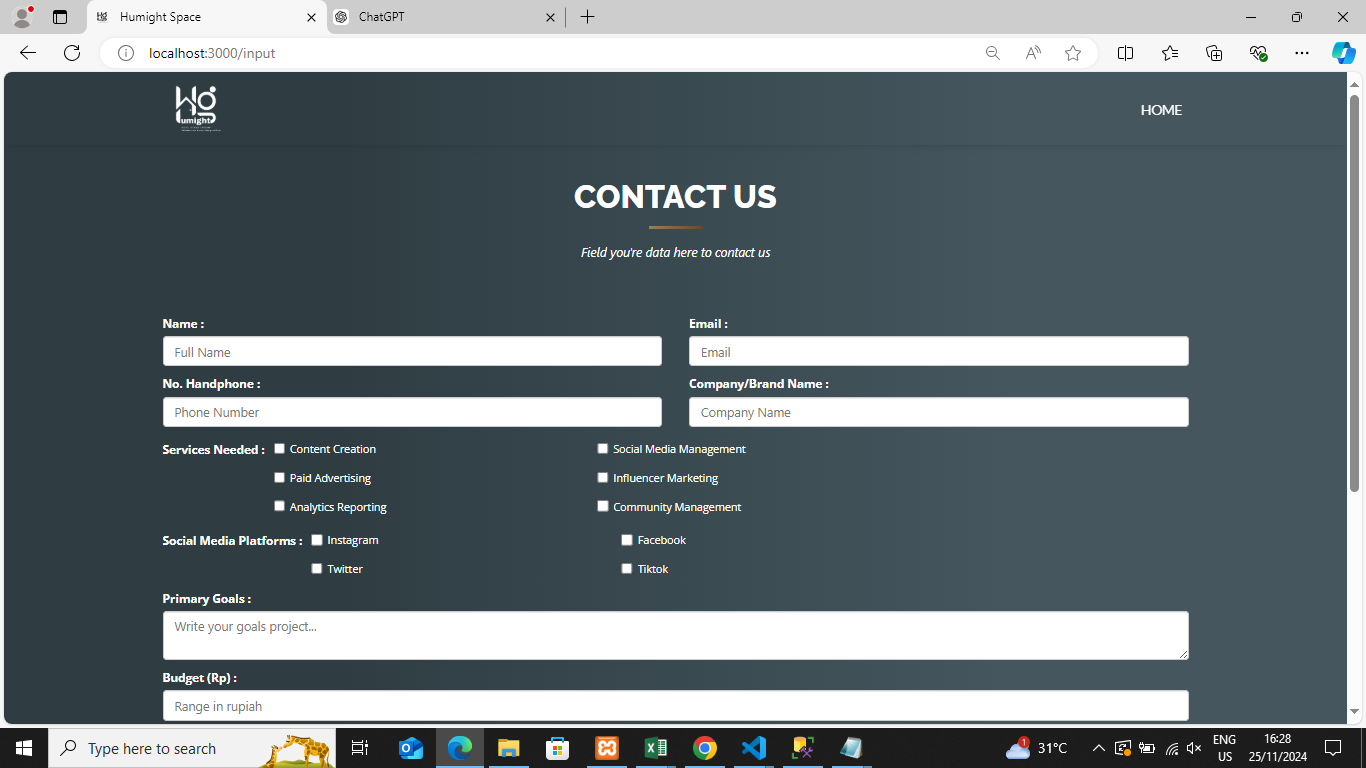 Humight Space
ChatGPT
localhost:3000/input
umight
HOME
CONTACT US
Field you're data here to contact us
Name :
Email :
Full Name
Email
No. Handphone :
Company/Brand Name :
Phone Number
Company Name
Services Needed :
Content Creation
Social Media Management
Paid Advertising
Influencer Marketing
Analytics Reporting
Community Management
Social Media Platforms :
Instagram
Facebook
Twitter
Tiktok
Primary Goals :
Write your goals project...
Budget (Rp) :
Range in rupiah
Type here to search
1
31°C
ENG
US
16:28
25/11/2024